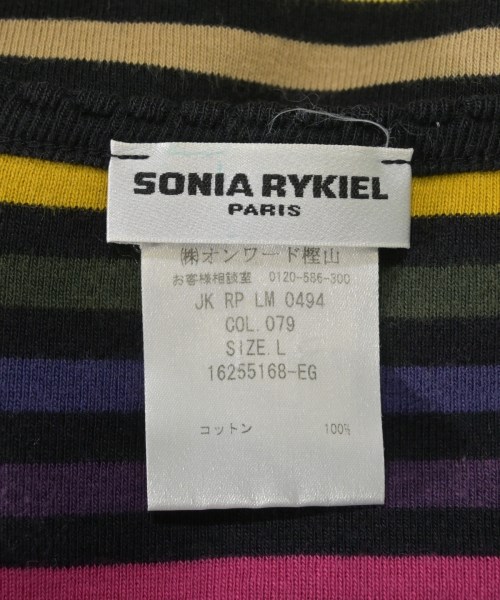 SONIA RYKIEL
PARIS
㈱オンワード樫山
お客様相談室 0120-586-300
JK RP LM 0494
COL.079
SIZE.L
16255168-EG
コットン 100%